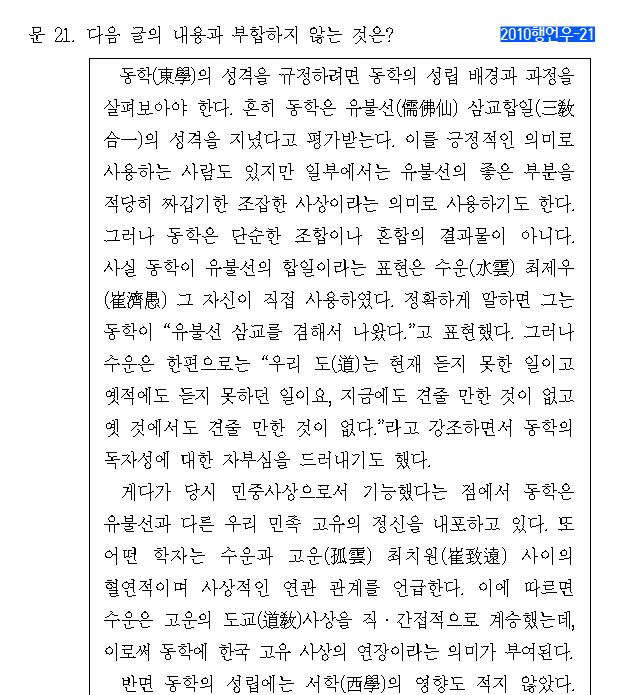 문 21. 다음 글의 내용과 부합하지 않는 것은?
2010행언우-21
동학(東學)의 성격을 규정하려면 동학의 성립 배경과 과정을
살펴보아야 한다. 흔히 동학은 유불선(儒佛仙) 삼교합일(三敎
合一)의 성격을 지녔다고 평가받는다. 이를 긍정적인 의미로
사용하는 사람도 있지만 일부에서는 유불선의 좋은 부분을
적당히 짜깁기한 조잡한 사상이라는 의미로 사용하기도 한다.
그러나 동학은 단순한 조합이나 혼합의 결과물이 아니다.
사실 동학이 유불선의 합일이라는 표현은 수운(水雲) 최제우
(崔濟愚) 그 자신이 직접 사용하였다. 정확하게 말하면 그는
동학이 “유불선 삼교를 겸해서 나왔다.”고 표현했다. 그러나
수운은 한편으로는 “우리 도(道)는 현재 듣지 못한 일이고
옛적에도 듣지 못하던 일이요, 지금에도 견줄 만한 것이 없고
옛 것에서도 견줄 만한 것이 없다.”라고 강조하면서 동학의
독자성에 대한 자부심을 드러내기도 했다.
게다가 당시 민중사상으로서 기능했다는 점에서 동학은
유불선과 다른 우리 민족 고유의 정신을 내포하고 있다. 또
어떤 학자는 수운과 고운(孤雲) 최치원(崔致遠) 사이의
혈연적이며 사상적인 연관 관계를 언급한다. 이에 따르면
수운은 고운의 도교(道敎)사상을 직·간접적으로 계승했는데,
이로써 동학에 한국 고유 사상의 연장이라는 의미가 부여된다.
반면 동학의 성립에는 서학(西學)의 영향도 적지 않았다.